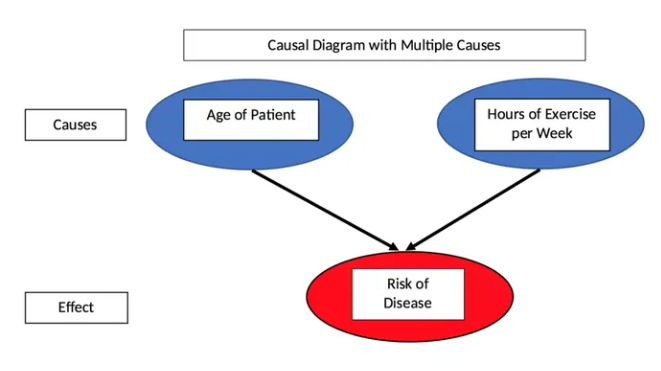 Causal Diagram with Multiple Causes
Causes
Age of Patient
Hours of Exercise
per Week
Effect
Risk of
Disease